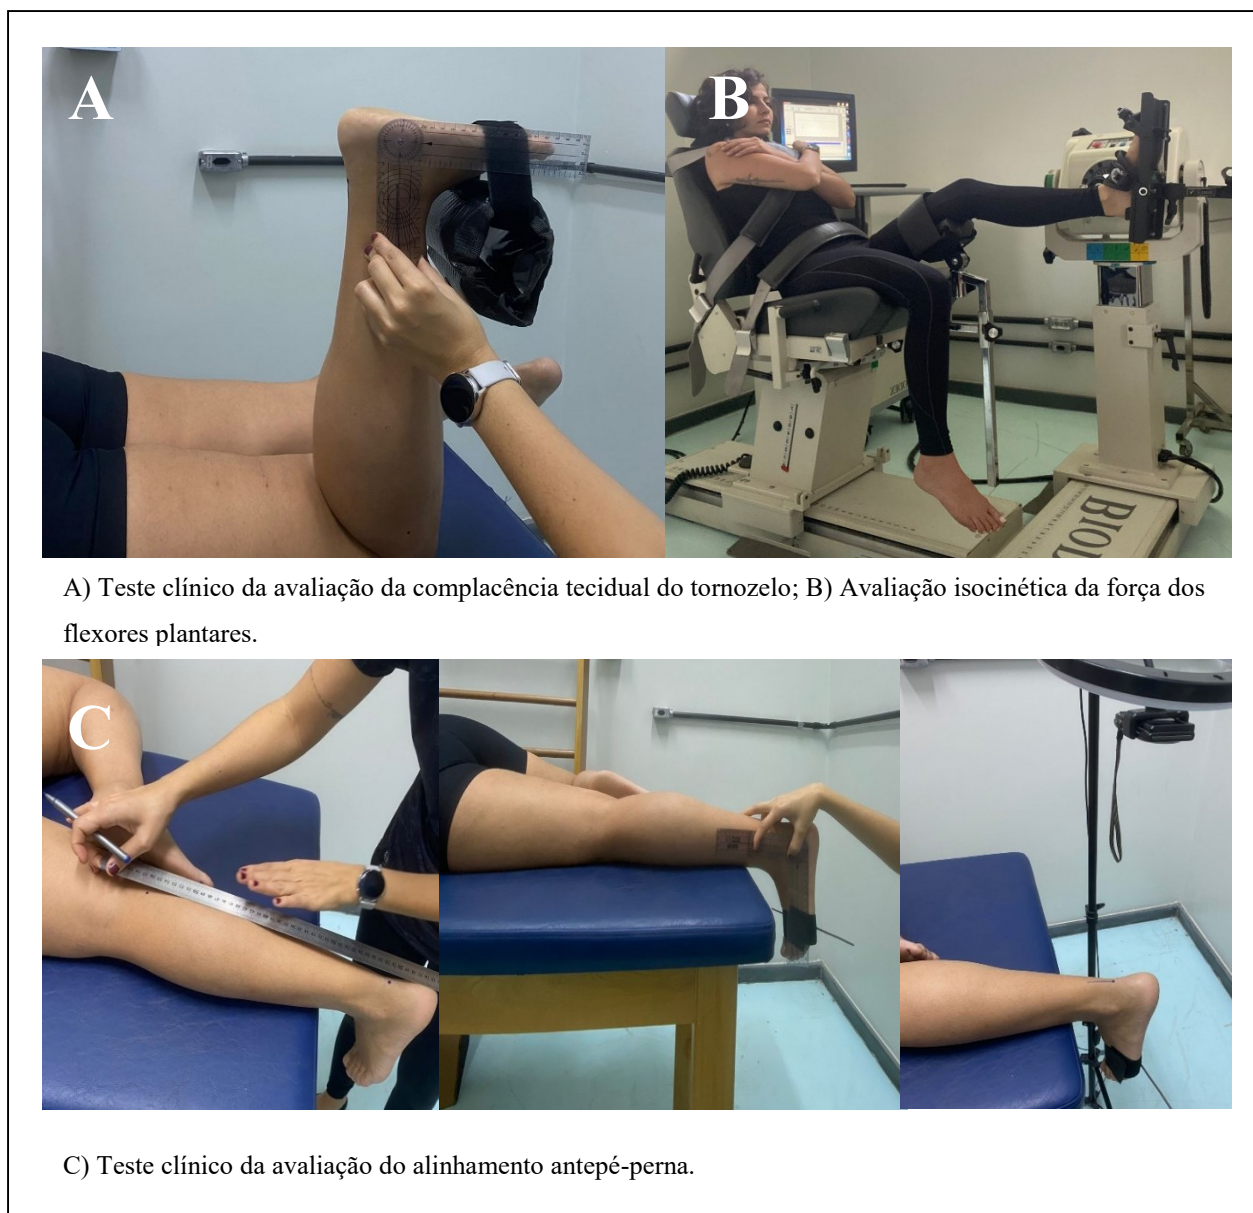 A
B
BIOD
A) Teste clínico da avaliação da complacência tecidual do tornozelo; B) Avaliação isocinética da força dos
flexores plantares.
C
C) Teste clínico da avaliação do alinhamento antepé-perna.